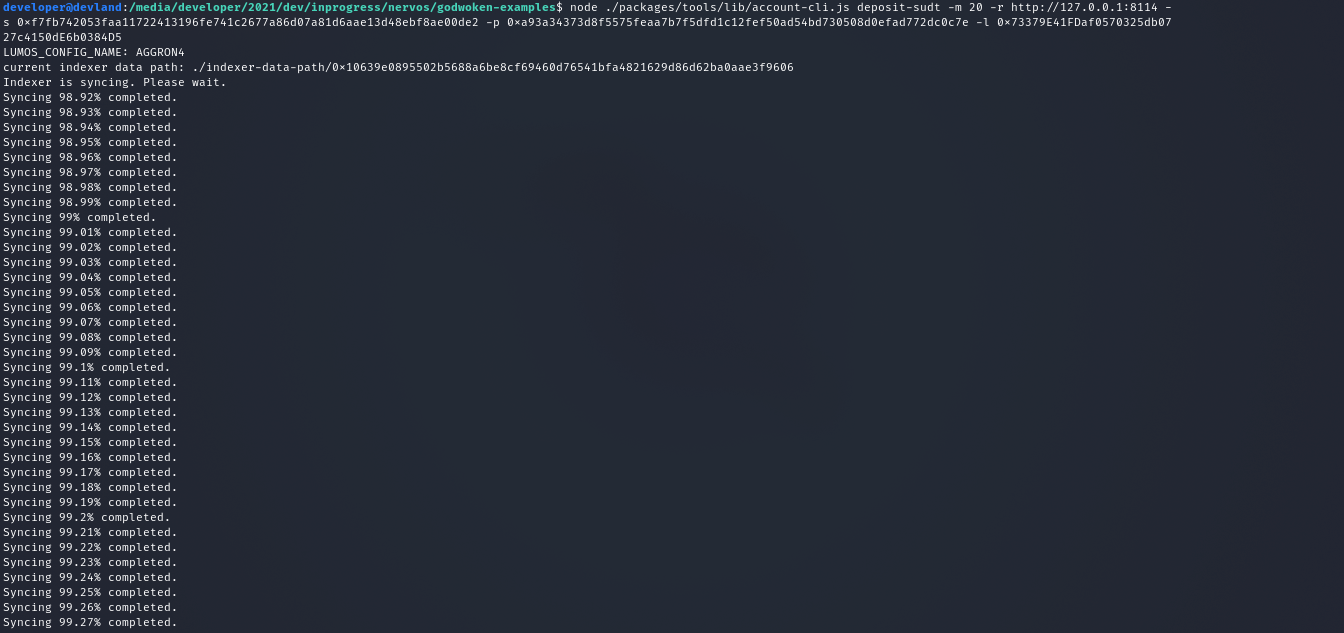 developer@devland:/media/developer/2021/dev/inprogress/nervos/godwoken-examples$ node ./packages/tools/lib/account-cli.js deposit-sudt -m 20 -r http://127.0.0.1:8114 -
s 0×f7fb742053faa11722413196fe741c2677a86d07a81d6aae13d48ebf8ae00de2 -p 0×a93a34373d8f5575feaa7b7f5dfd1c12fef50ad54bd730508d0efad772dc0c7e -l 0×73379E41FDaf0570325db07
27c4150dE6b0384D5
LUMOS_CONFIG_NAME: AGGRON4
current indexer data path: ./indexer-data-path/0×10639e0895502b5688a6be8cf69460d76541bfa4821629d86d62ba0aae3f9606
Indexer is syncing. Please wait.
Syncing 98.92% completed.
Syncing 98.93% completed.
Syncing 98.94% completed.
Syncing 98.95% completed.
Syncing 98.96% completed.
Syncing 98.97% completed.
Syncing 98.98% completed.
Syncing 98.99% completed.
Syncing 99% completed.
Syncing 99.01% completed.
Syncing 99.02% completed.
Syncing 99.03% completed.
Syncing 99.04% completed.
Syncing 99.05% completed.
Syncing 99.06% completed.
Syncing 99.07% completed.
Syncing 99.08% completed.
Syncing 99.09% completed.
Syncing 99.1% completed.
Syncing 99.11% completed.
Syncing 99.12% completed.
Syncing 99.13% completed.
Syncing 99.14% completed.
Syncing 99.15% completed.
Syncing 99.16% completed.
Syncing 99.17% completed.
Syncing 99.18% completed.
Syncing 99.19% completed.
Syncing 99.2% completed.
Syncing 99.21% completed.
Syncing 99.22% completed.
Syncing 99.23% completed.
Syncing 99.24% completed.
Syncing 99.25% completed.
Syncing 99.26% completed.
Syncing 99.27% completed.